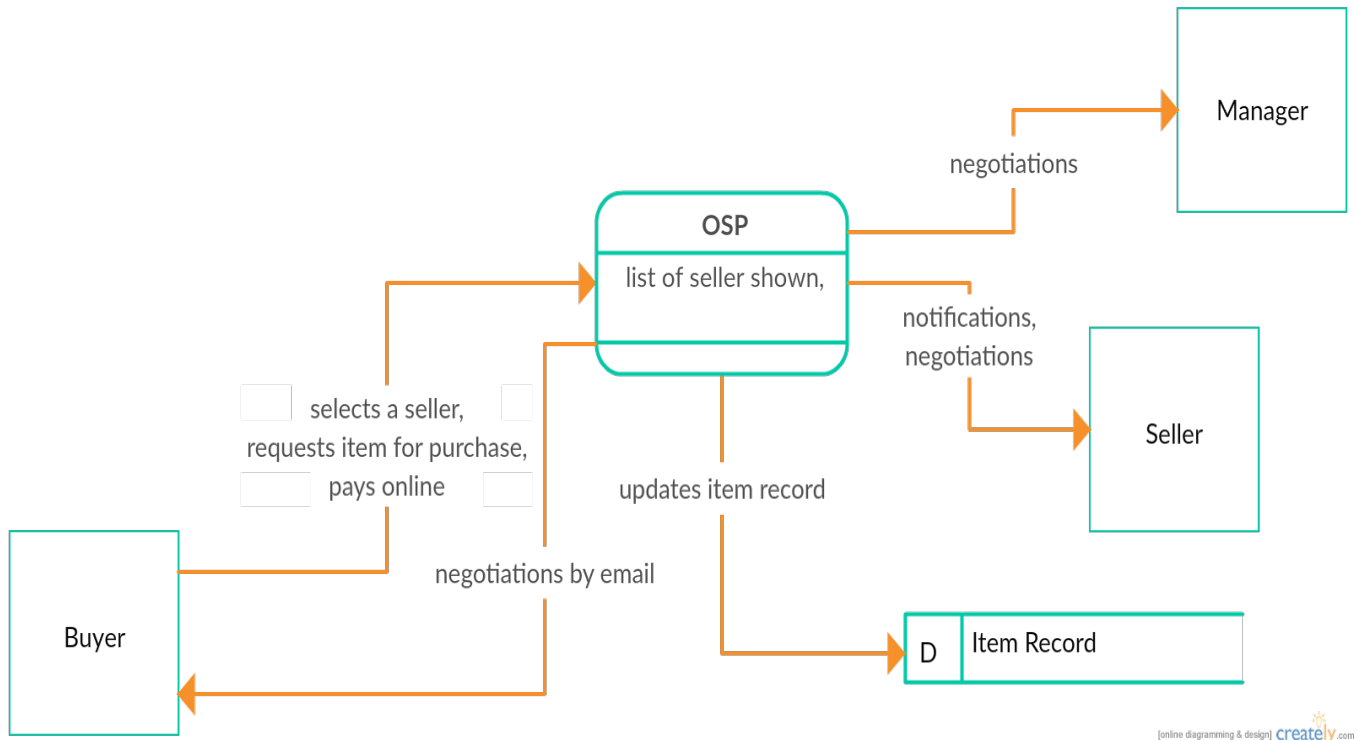 Manager
negotiations
OSP
list of seller shown,
notifications,
negotiations
selects a seller,
requests item for purchase,
pays online
Seller
updates item record
negotiations by email
Buyer
D
Item Record
[online diagramming & design] creately.com